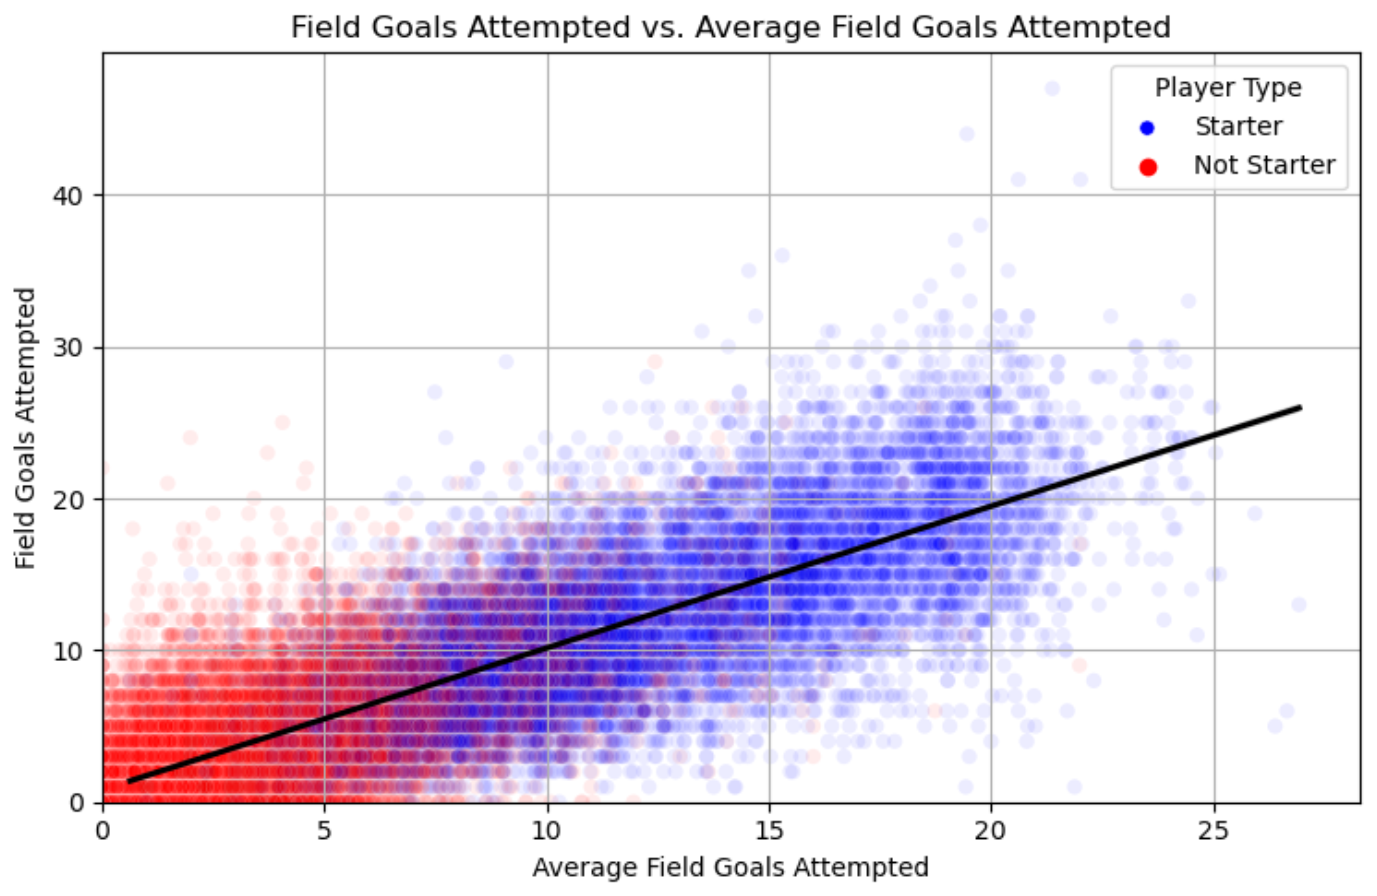 Field Goals Attempted vs. Average Field Goals Attempted
Player Type
Starter
Not Starter
Field Goals Attempted
40
30
20
10
0
0 5 10 15 20 25
Average Field Goals Attempted